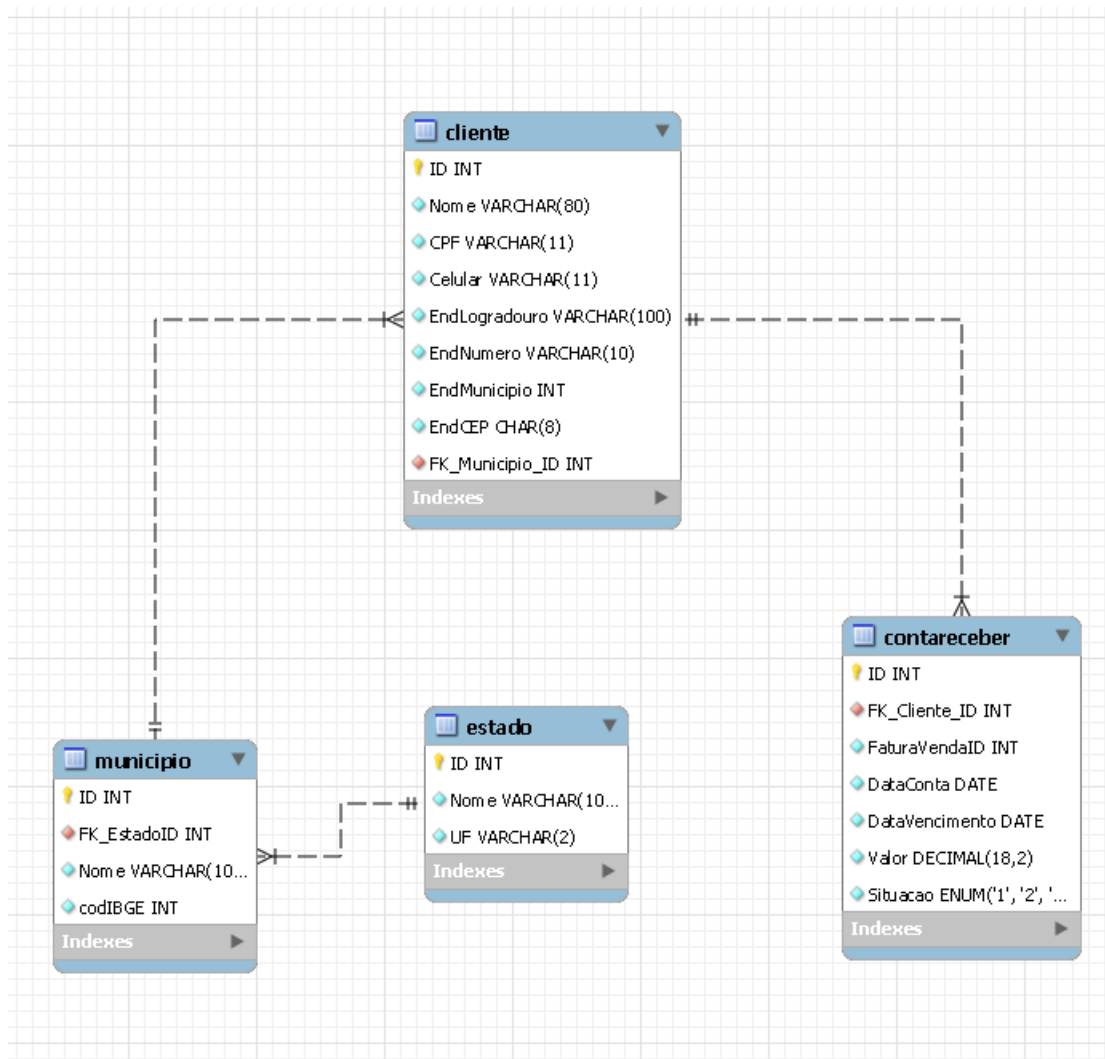 cliente
ID INT
Nome VARCHAR(80)
CPF VARCHAR(11)
Celular VARCHAR(11)
EndLogradouro VARCHAR(100)
EndNumero VARCHAR(10)
EndMunicipio INT
EndCEP CHAR(8)
FK_Municipio_ID INT
Indexes
municipio
ID INT
FK_EstadoID INT
Nome VARCHAR(10...
codIBGE INT
Indexes
estado
ID INT
Nome VARCHAR(10...
UF VARCHAR(2)
Indexes
contareceber
ID INT
FK_Cliente_ID INT
FaturaVendaID INT
DataConta DATE
DataVencimento DATE
Valor DECIMAL(18,2)
Situacao ENUM('1', '2', '...
Indexes